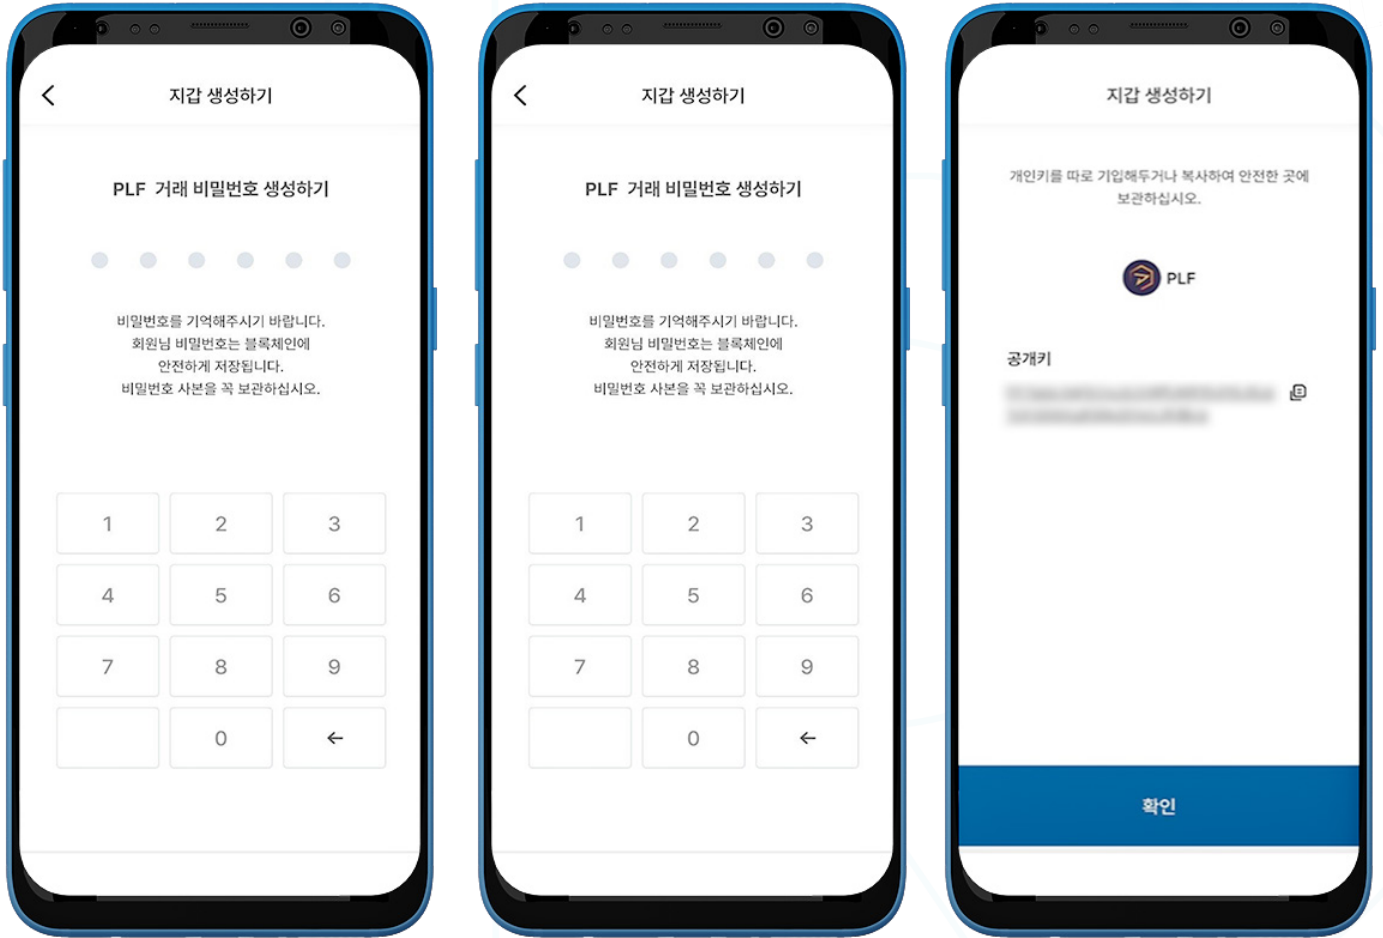 지갑 생성하기
PLF 거래 비밀번호 생성하기
비밀번호를 기억해주시기 바랍니다.
회원님 비밀번호는 블록체인에
안전하게 저장됩니다.
비밀번호 사본을 꼭 보관하십시오.
1 2 3
4 5 6
7 8 9
0 ←
지갑 생성하기
PLF 거래 비밀번호 생성하기
비밀번호를 기억해주시기 바랍니다.
회원님 비밀번호는 블록체인에
안전하게 저장됩니다.
비밀번호 사본을 꼭 보관하십시오.
1 2 3
4 5 6
7 8 9
0 ←
지갑 생성하기
개인키를 따로 기입해두거나 복사하여 안전한 곳에
보관하십시오.
PLF
공개키
확인